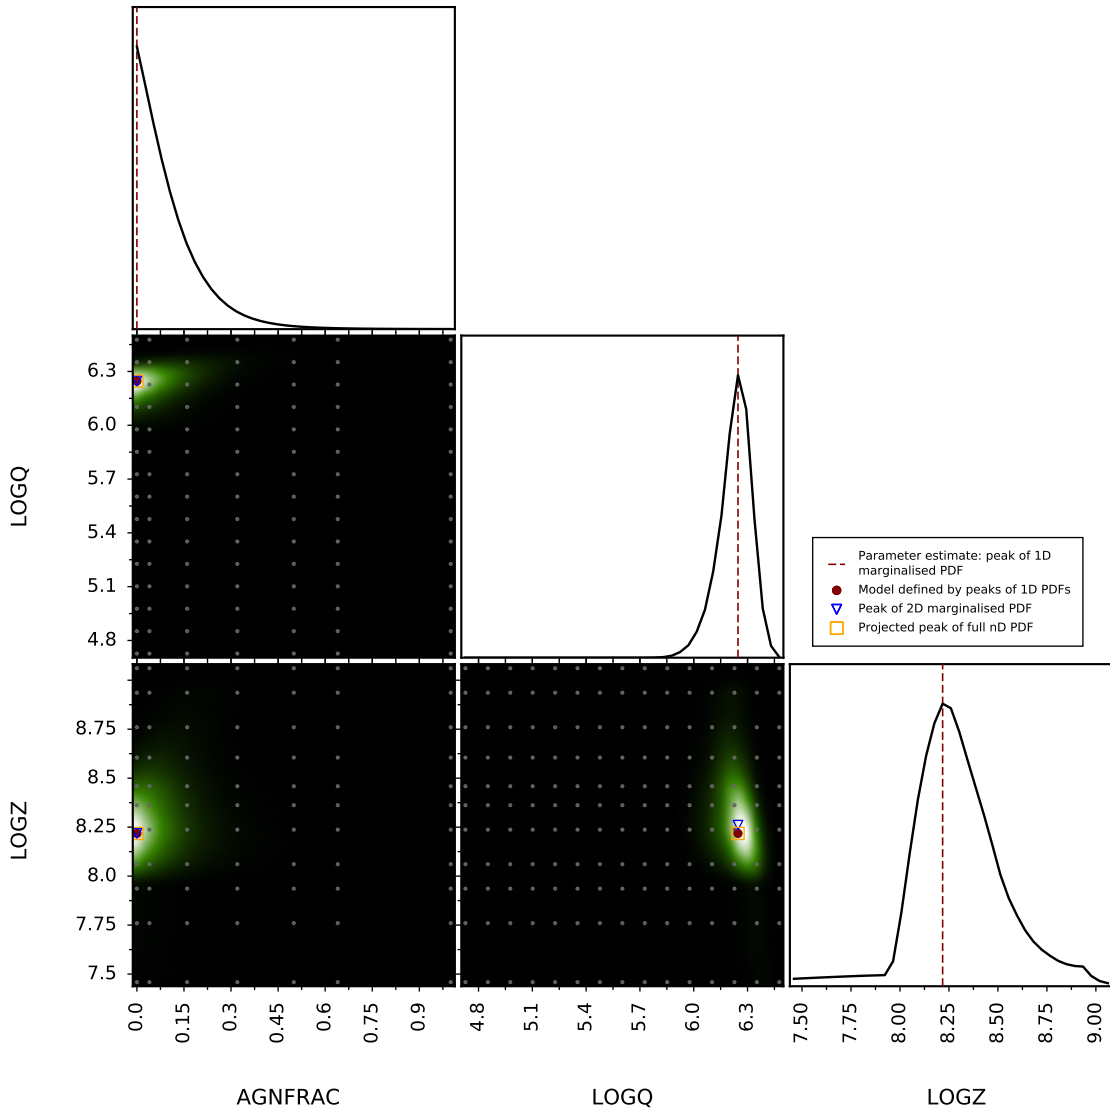 6.3
6.0
5.7
5.4
5.1
4.8
LOGQ
Parameter estimate: peak of 1D
marginalised PDF
Model defined by peaks of 1D PDFs
Peak of 2D marginalised PDF
Projected peak of full nD PDF
8.75
8.5
8.25
8.0
7.75
7.5
LOGZ
0.0 0.15 0.3 0.45 0.6 0.75 0.9
4.8 5.1 5.4 5.7 6.0 6.3
7.50 7.75 8.00 8.25 8.50 8.75 9.00
AGNFRAC LOGQ LOGZ